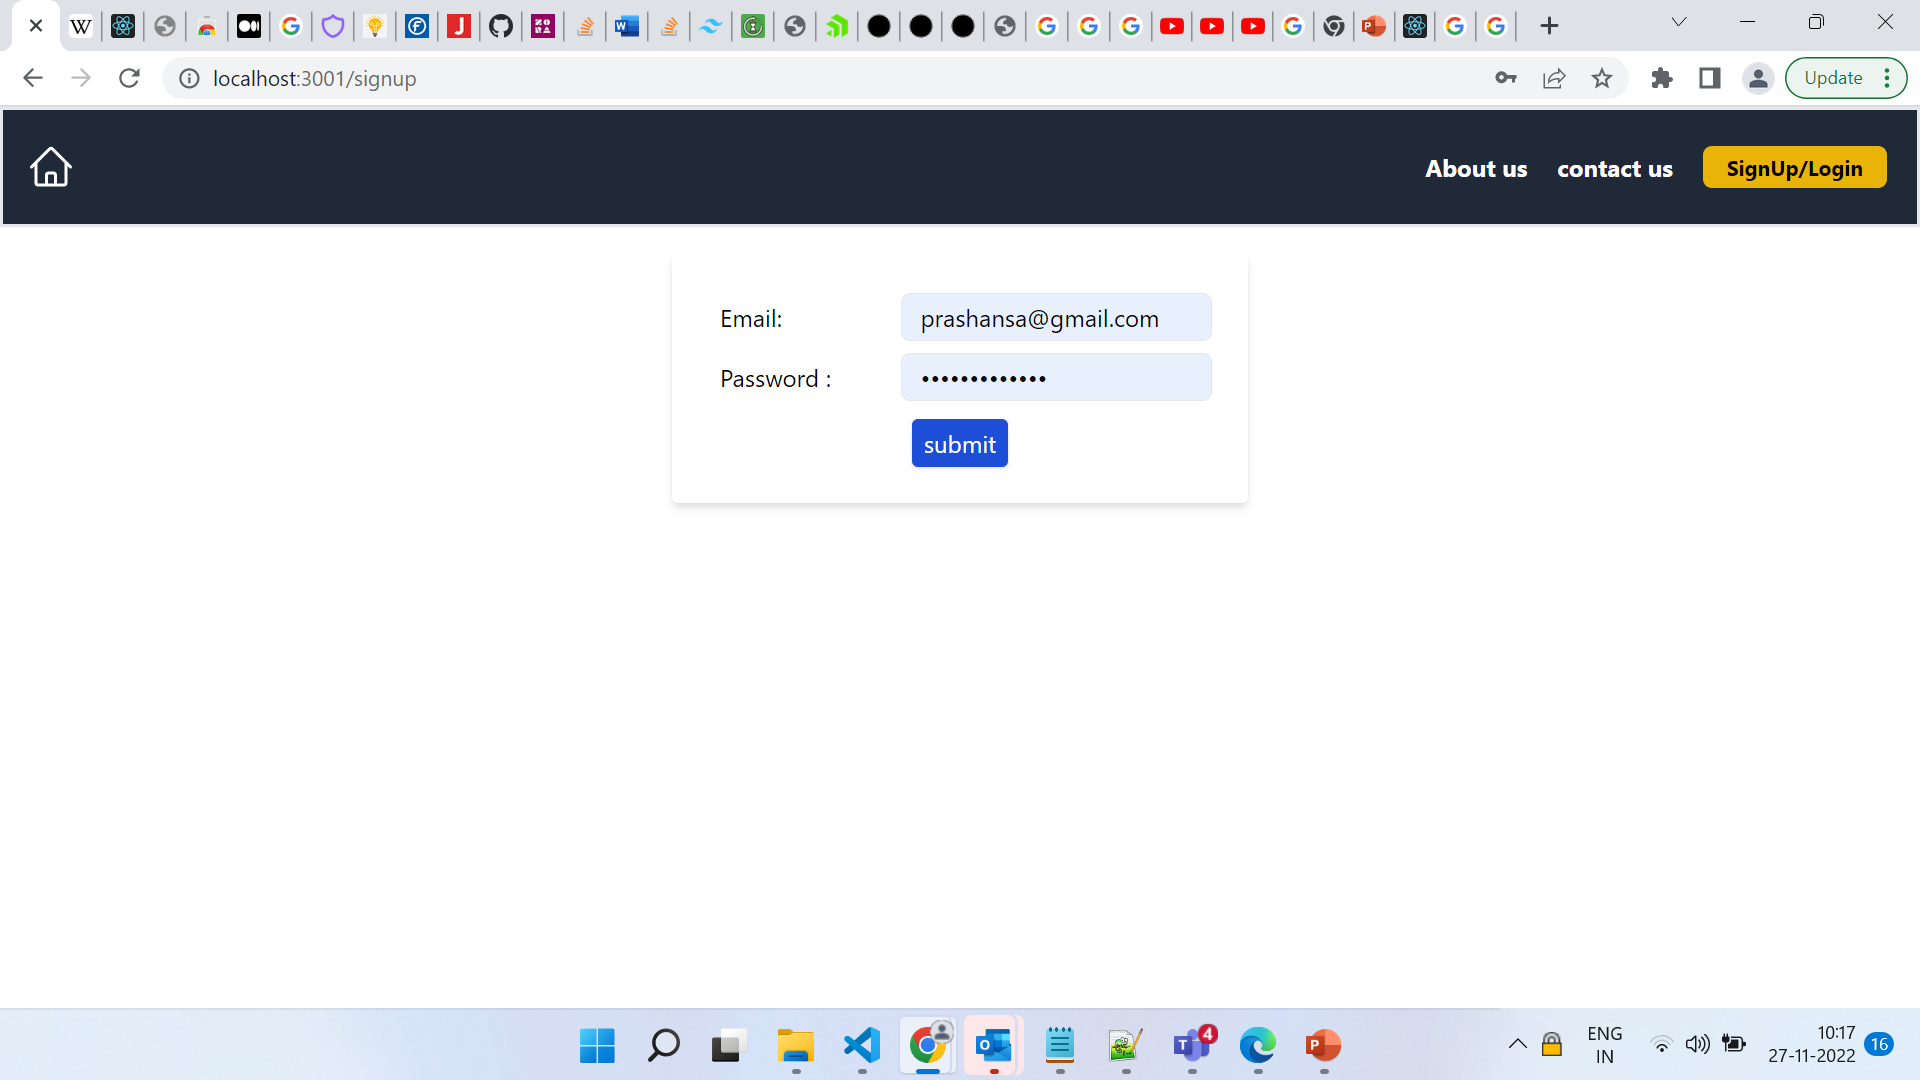 localhost:3001/signup
Update
About us contact us SignUp/Login
Email: prashansa@gmail.com
Password : •••••••••••••
submit
4
ENG
IN
10:17
27-11-2022
16